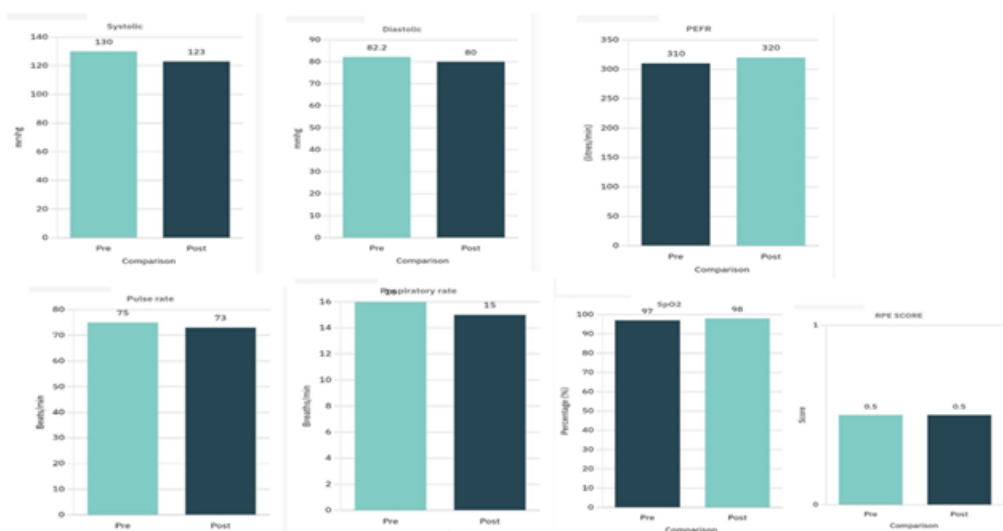 Systolic
140
120
100
80
60
40
20
0
mmhg
130
123
Pre
Post
Comparison
Diastolic
90
80
70
60
50
40
30
20
10
0
mmhg
82.2
80
Pre
Post
Comparison
PEFR
350
300
250
200
150
100
50
0
(litres/min)
310
320
Pre
Post
Comparison
Pulse rate
80
70
60
50
40
30
20
10
0
Beats/min
75
73
Pre
Post
Respiratory rate
16
14
12
10
8
6
4
2
0
Breaths/min
15
Pre
Post
SpO2
100
90
80
70
60
50
40
30
20
10
0
Percentage (%)
97
98
Pre
Post
Comparison
RPE SCORE
1
0
Score
0.5
0.5
Pre
Post
Comparison